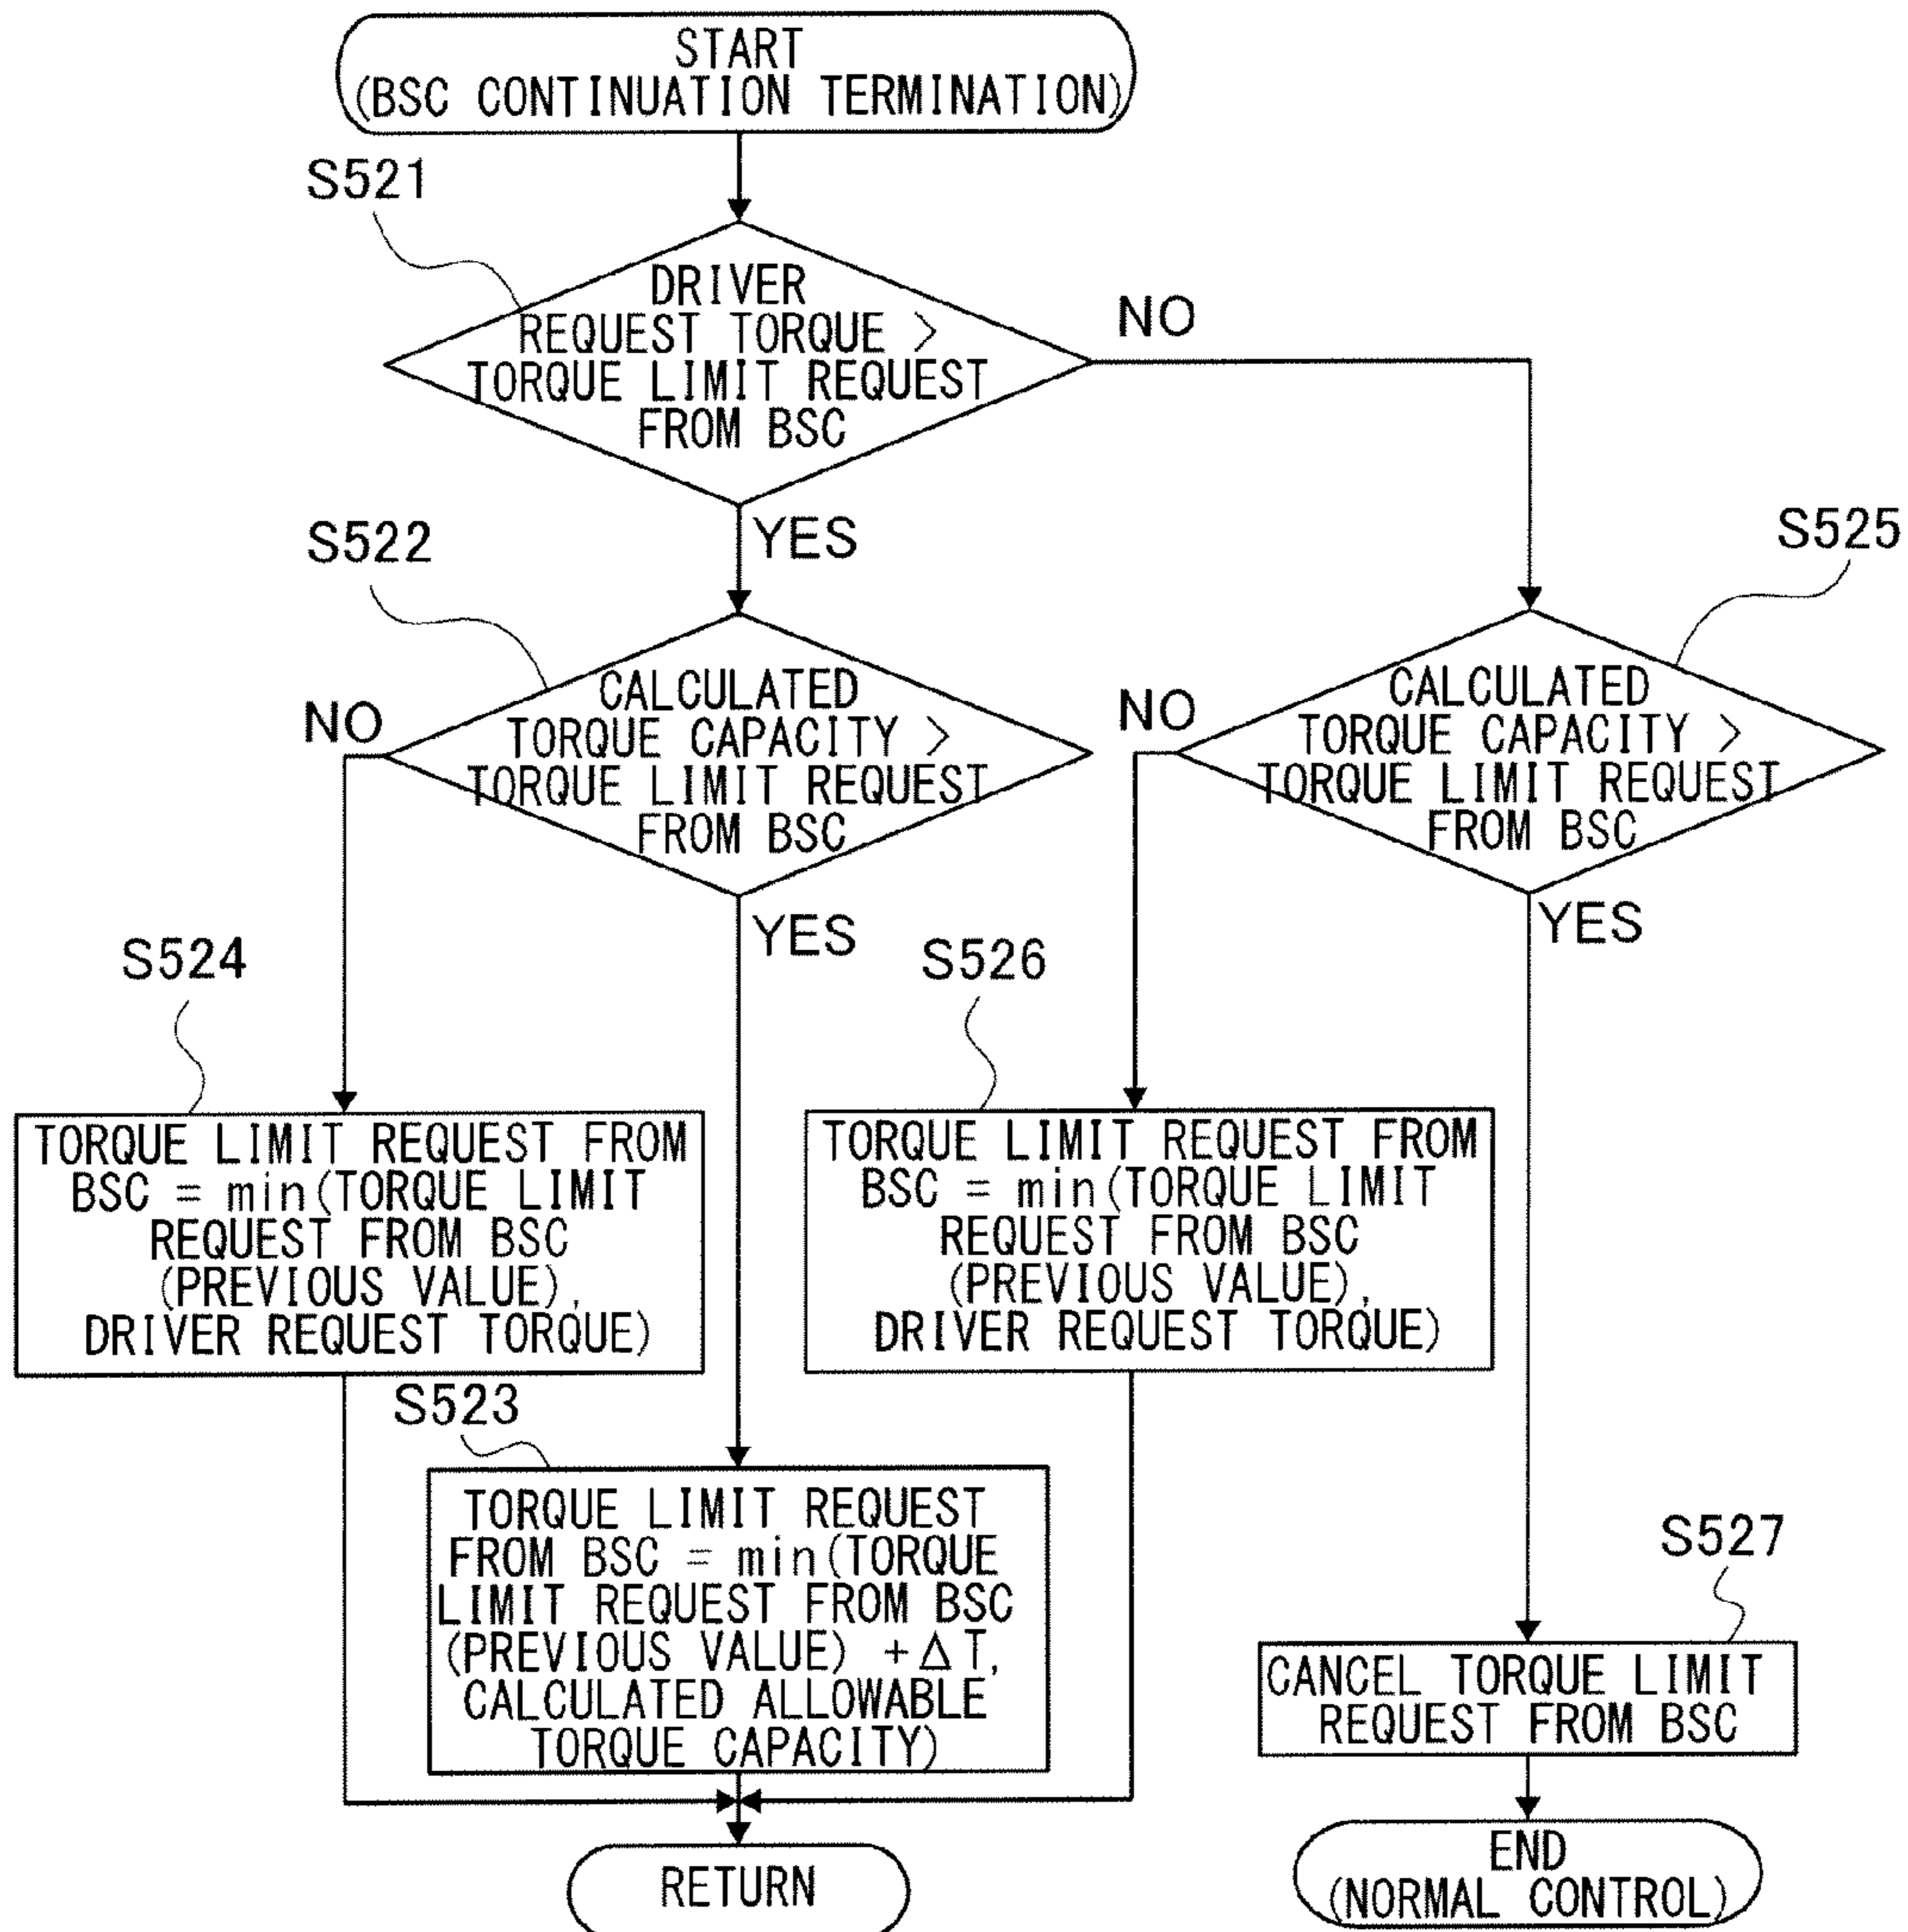 START
(BSC CONTINUATION TERMINATION)
S521
DRIVER
REQUEST TORQUE >
TORQUE LIMIT REQUEST
FROM BSC
NO
YES
S522
CALCULATED
TORQUE CAPACITY >
TORQUE LIMIT REQUEST
FROM BSC
NO
YES
S525
CALCULATED
TORQUE CAPACITY >
TORQUE LIMIT REQUEST
FROM BSC
NO
YES
S524
TORQUE LIMIT REQUEST FROM
BSC = min(TORQUE LIMIT
REQUEST FROM BSC
(PREVIOUS VALUE),
DRIVER REQUEST TORQUE)
S526
TORQUE LIMIT REQUEST FROM
BSC = min(TORQUE LIMIT
REQUEST FROM BSC
(PREVIOUS VALUE),
DRIVER REQUEST TORQUE)
S523
TORQUE LIMIT REQUEST
FROM BSC = min(TORQUE
LIMIT REQUEST FROM BSC
(PREVIOUS VALUE) +△T,
CALCULATED ALLOWABLE
TORQUE CAPACITY)
S527
CANCEL TORQUE LIMIT
REQUEST FROM BSC
RETURN
END
(NORMAL CONTROL)